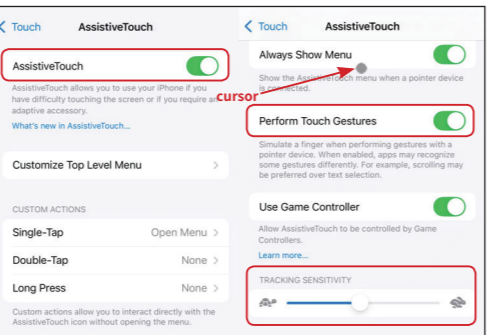 Touch
AssistiveTouch
AssistiveTouch
AssistiveTouch allows you to use your iPhone if you
have difficulty touching the screen or if you require an
adaptive accessory.
What's new in AssistiveTouch...
Customize Top Level Menu
CUSTOM ACTIONS
Single-Tap Open Menu
Double-Tap None
Long Press None
Custom actions allow you to interact directly with the
AssistiveTouch icon without opening the menu.
Touch
AssistiveTouch
Always Show Menu
Show the AssistiveTouch menu when a pointer device
is connected.
cursor
Perform Touch Gestures
Simulate a finger when performing gestures with a
pointer device. When enabled, apps may recognize
some gestures differently. For example, scrolling may
be preferred over text selection.
Use Game Controller
Allow AssistiveTouch to be controlled by Game
Controllers.
Learn more...
TRACKING SENSITIVITY